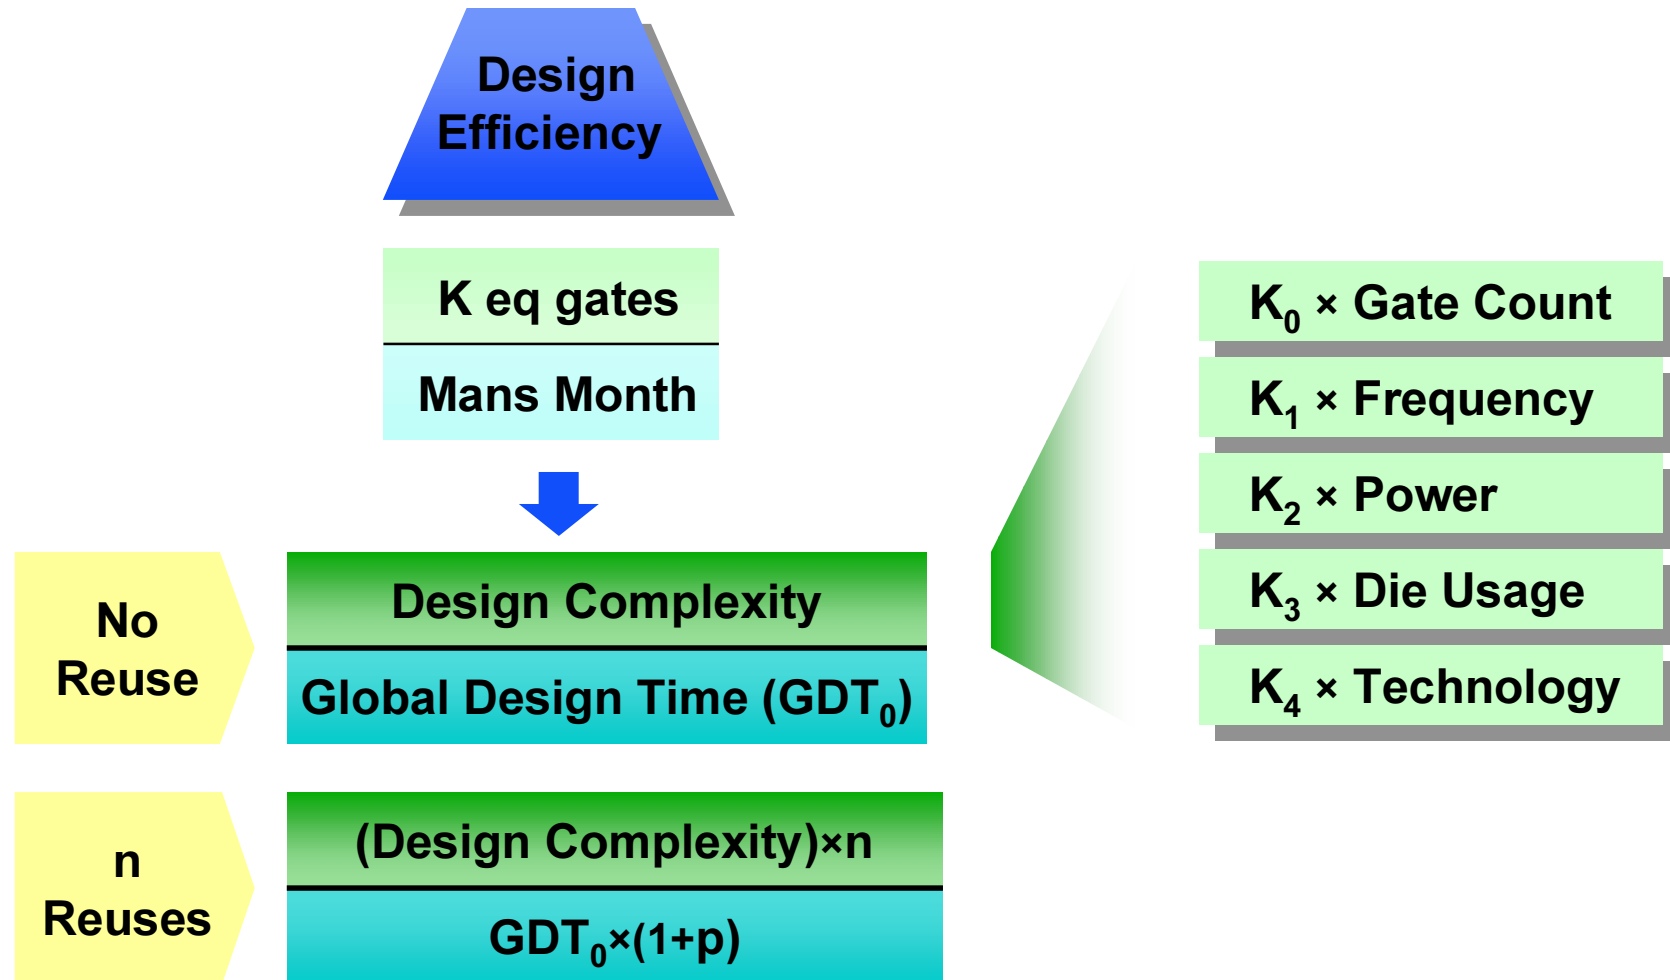 Design
Efficiency
K eq gates
Mans Month
No
Reuse
Design Complexity
Global Design Time (GDT₀)
n
Reuses
(Design Complexity)×n
GDT₀×(1+p)
K₀ × Gate Count
K₁ × Frequency
K₂ × Power
K₃ × Die Usage
K₄ × Technology